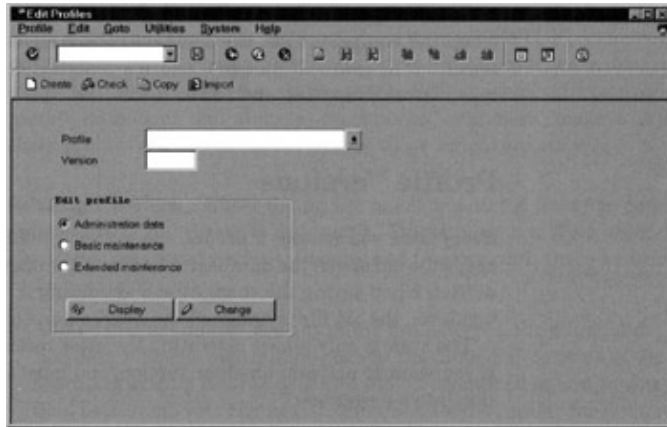 Edit Profiles
Profile Edit Goto Utilities System Help
Create Check Copy Import
Profile
Version
Edit profile
Administration data
Basic maintenance
Extended maintenance
Display Change